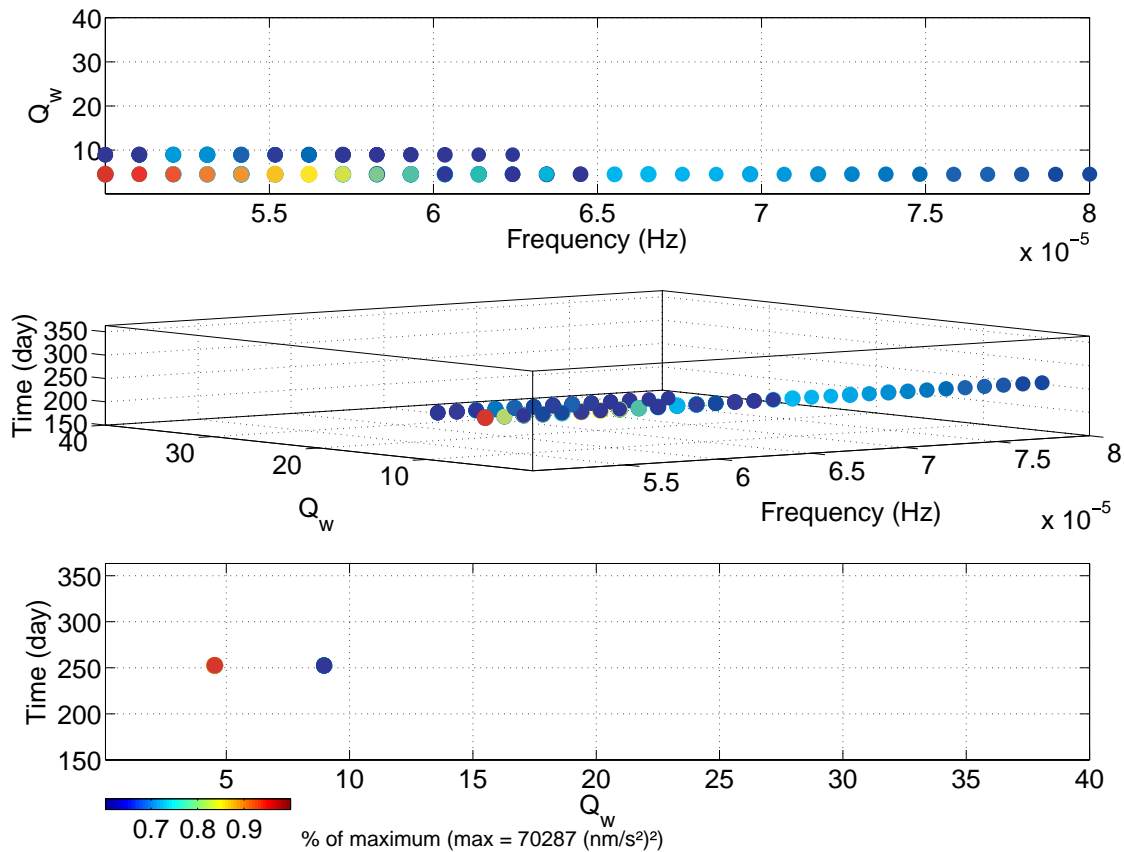 40
30
20
10
Q_w
5.5 6 6.5 7 7.5 8
Frequency (Hz)
x 10⁻⁵
350
300
250
200
150
Time (day)
40 30 20 10
Q_w
5.5 6 6.5 7 7.5 8
Frequency (Hz)
x 10⁻⁵
350
300
250
200
150
Time (day)
5 10 15 20 25 30 35 40
Q_w
0.7 0.8 0.9
% of maximum (max = 70287 (nm/s²)²)